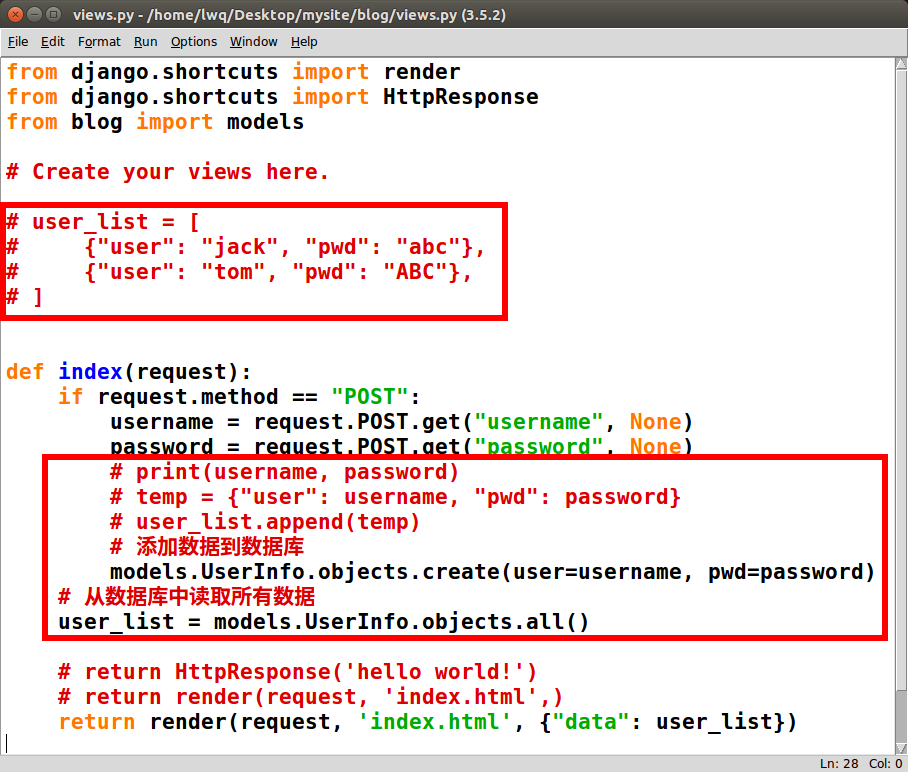 views.py - /home/lwq/Desktop/mysite/blog/views.py (3.5.2)
File Edit Format Run Options Window Help
from django.shortcuts import render
from django.shortcuts import HttpResponse
from blog import models

# Create your views here.

# user_list = [
#     {"user": "jack", "pwd": "abc"},
#     {"user": "tom", "pwd": "ABC"},
# ]


def index(request):
    if request.method == "POST":
        username = request.POST.get("username", None)
        password = request.POST.get("password", None)
        # print(username, password)
        # temp = {"user": username, "pwd": password}
        # user_list.append(temp)
        # 添加数据到数据库
        models.UserInfo.objects.create(user=username, pwd=password)
    # 从数据库中读取所有数据
    user_list = models.UserInfo.objects.all()

    # return HttpResponse('hello world!')
    # return render(request, 'index.html',)
    return render(request, 'index.html', {"data": user_list})
Ln: 28 Col: 0